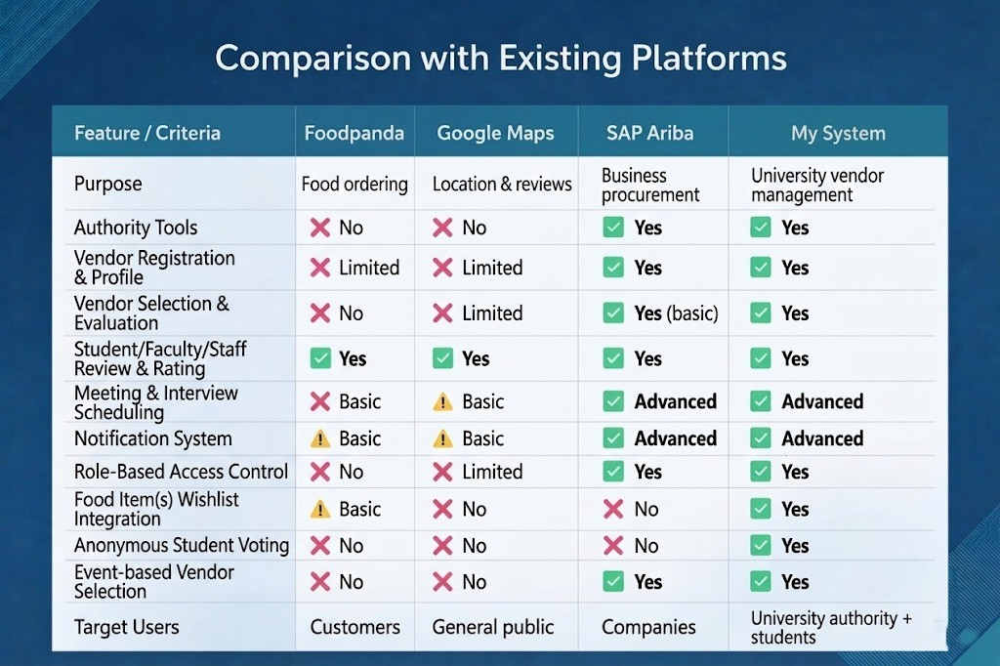 Comparison with Existing Platforms
Feature / Criteria Foodpanda Google Maps SAP Ariba My System
Purpose Food ordering Location & reviews Business procurement University vendor management
Authority Tools ❌ No ❌ No ✅ Yes ✅ Yes
Vendor Registration & Profile ❌ Limited ❌ Limited ✅ Yes ✅ Yes
Vendor Selection & Evaluation ❌ No ❌ Limited ✅ Yes (basic) ✅ Yes
Student/Faculty/Staff Review & Rating ✅ Yes ✅ Yes ✅ Yes ✅ Yes
Meeting & Interview Scheduling ❌ Basic ⚠ Basic ✅ Advanced ✅ Advanced
Notification System ⚠ Basic ⚠ Basic ✅ Advanced ✅ Advanced
Role-Based Access Control ❌ No ❌ Limited ✅ Yes ✅ Yes
Food Item(s) Wishlist Integration ⚠ Basic ❌ No ❌ No ✅ Yes
Anonymous Student Voting ❌ No ❌ No ❌ No ✅ Yes
Event-based Vendor Selection ❌ No ❌ No ✅ Yes ✅ Yes
Target Users Customers General public Companies University authority + students